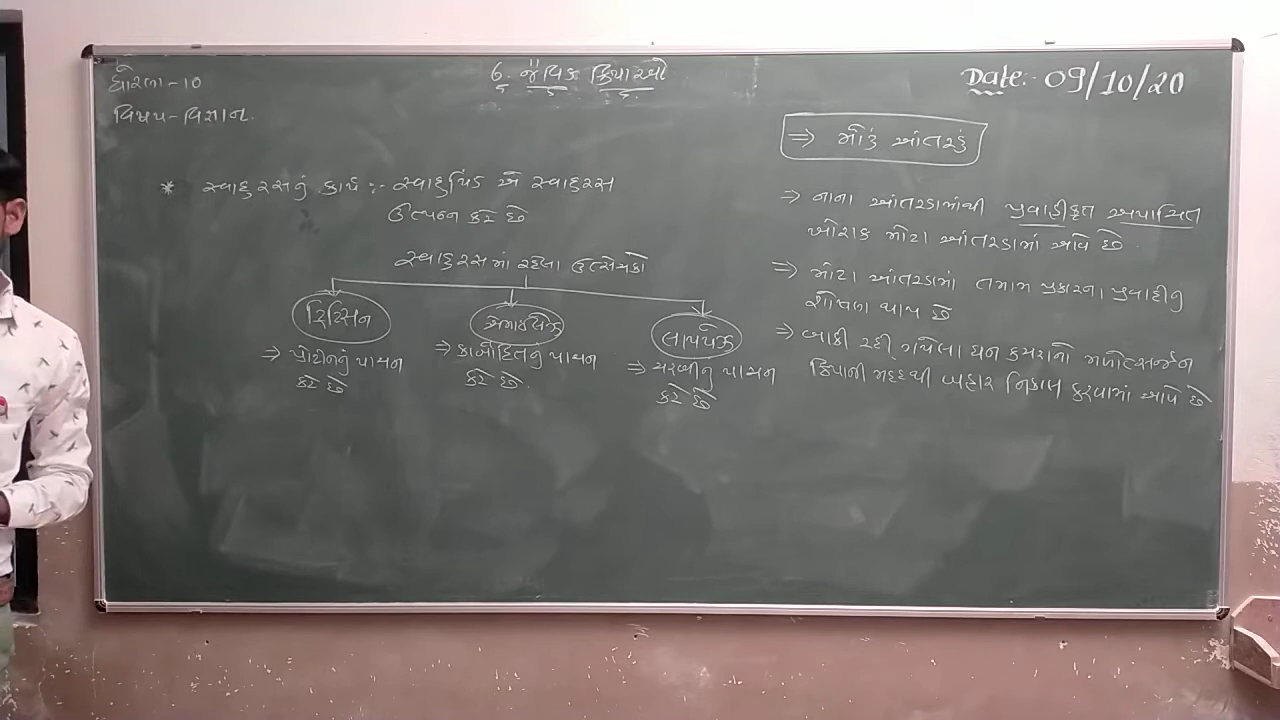 ધોરણ-10
વિષય-વિજ્ઞાન.
6. જૈવિક ક્રિયાઓ
Date:- 09/10/20
* સ્વાદુરસનું કાર્ય :- સ્વાદુપિંડ એ સ્વાદુરસ
ઉત્પન્ન કરે છે
સ્વાદુરસમાં રહેલા ઉત્સેચકો
ટ્રિપ્સિન
એમાઈલેઝ
લાયપેઝ
⇒ પ્રોટીનનું પાચન
કરે છે
⇒ કાર્બોદિતનું પાચન
કરે છે.
⇒ ચરબીનું પાચન
કરે છે
⇒ મોટું આંતરડું
⇒ નાના આંતરડામાંથી પ્રવાહીકૃત અપાચિત
ખોરાક મોટા આંતરડામાં આવે છે.
⇒ મોટા આંતરડામાં તમામ પ્રકારના પ્રવાહીનું
શોષણ થાય છે
⇒ બાકી રહી ગયેલા ઘન કચરાનો મળોત્સર્જન
ક્રિયાની મદદથી બહાર નિકાલ કરવામાં આવે છે